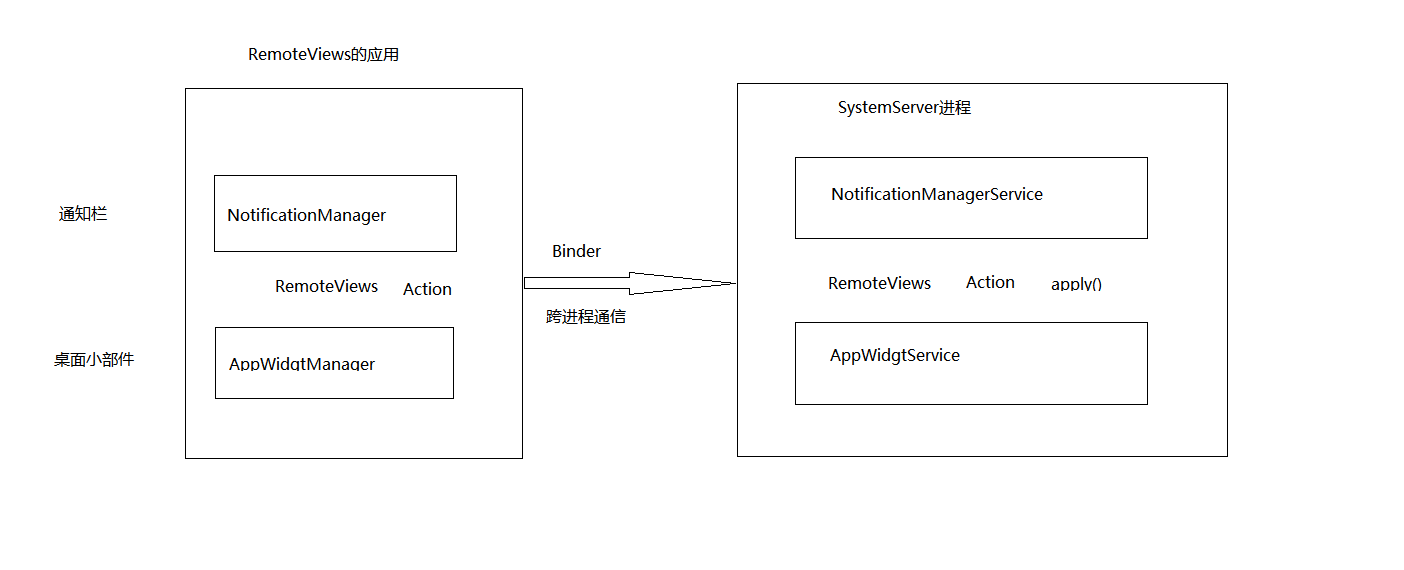 RemoteViews的应用
SystemServer进程
通知栏
NotificationManager
NotificationManagerService
Binder
RemoteViews Action
RemoteViews Action apply()
跨进程通信
桌面小部件
AppWidgtManager
AppWidgtService